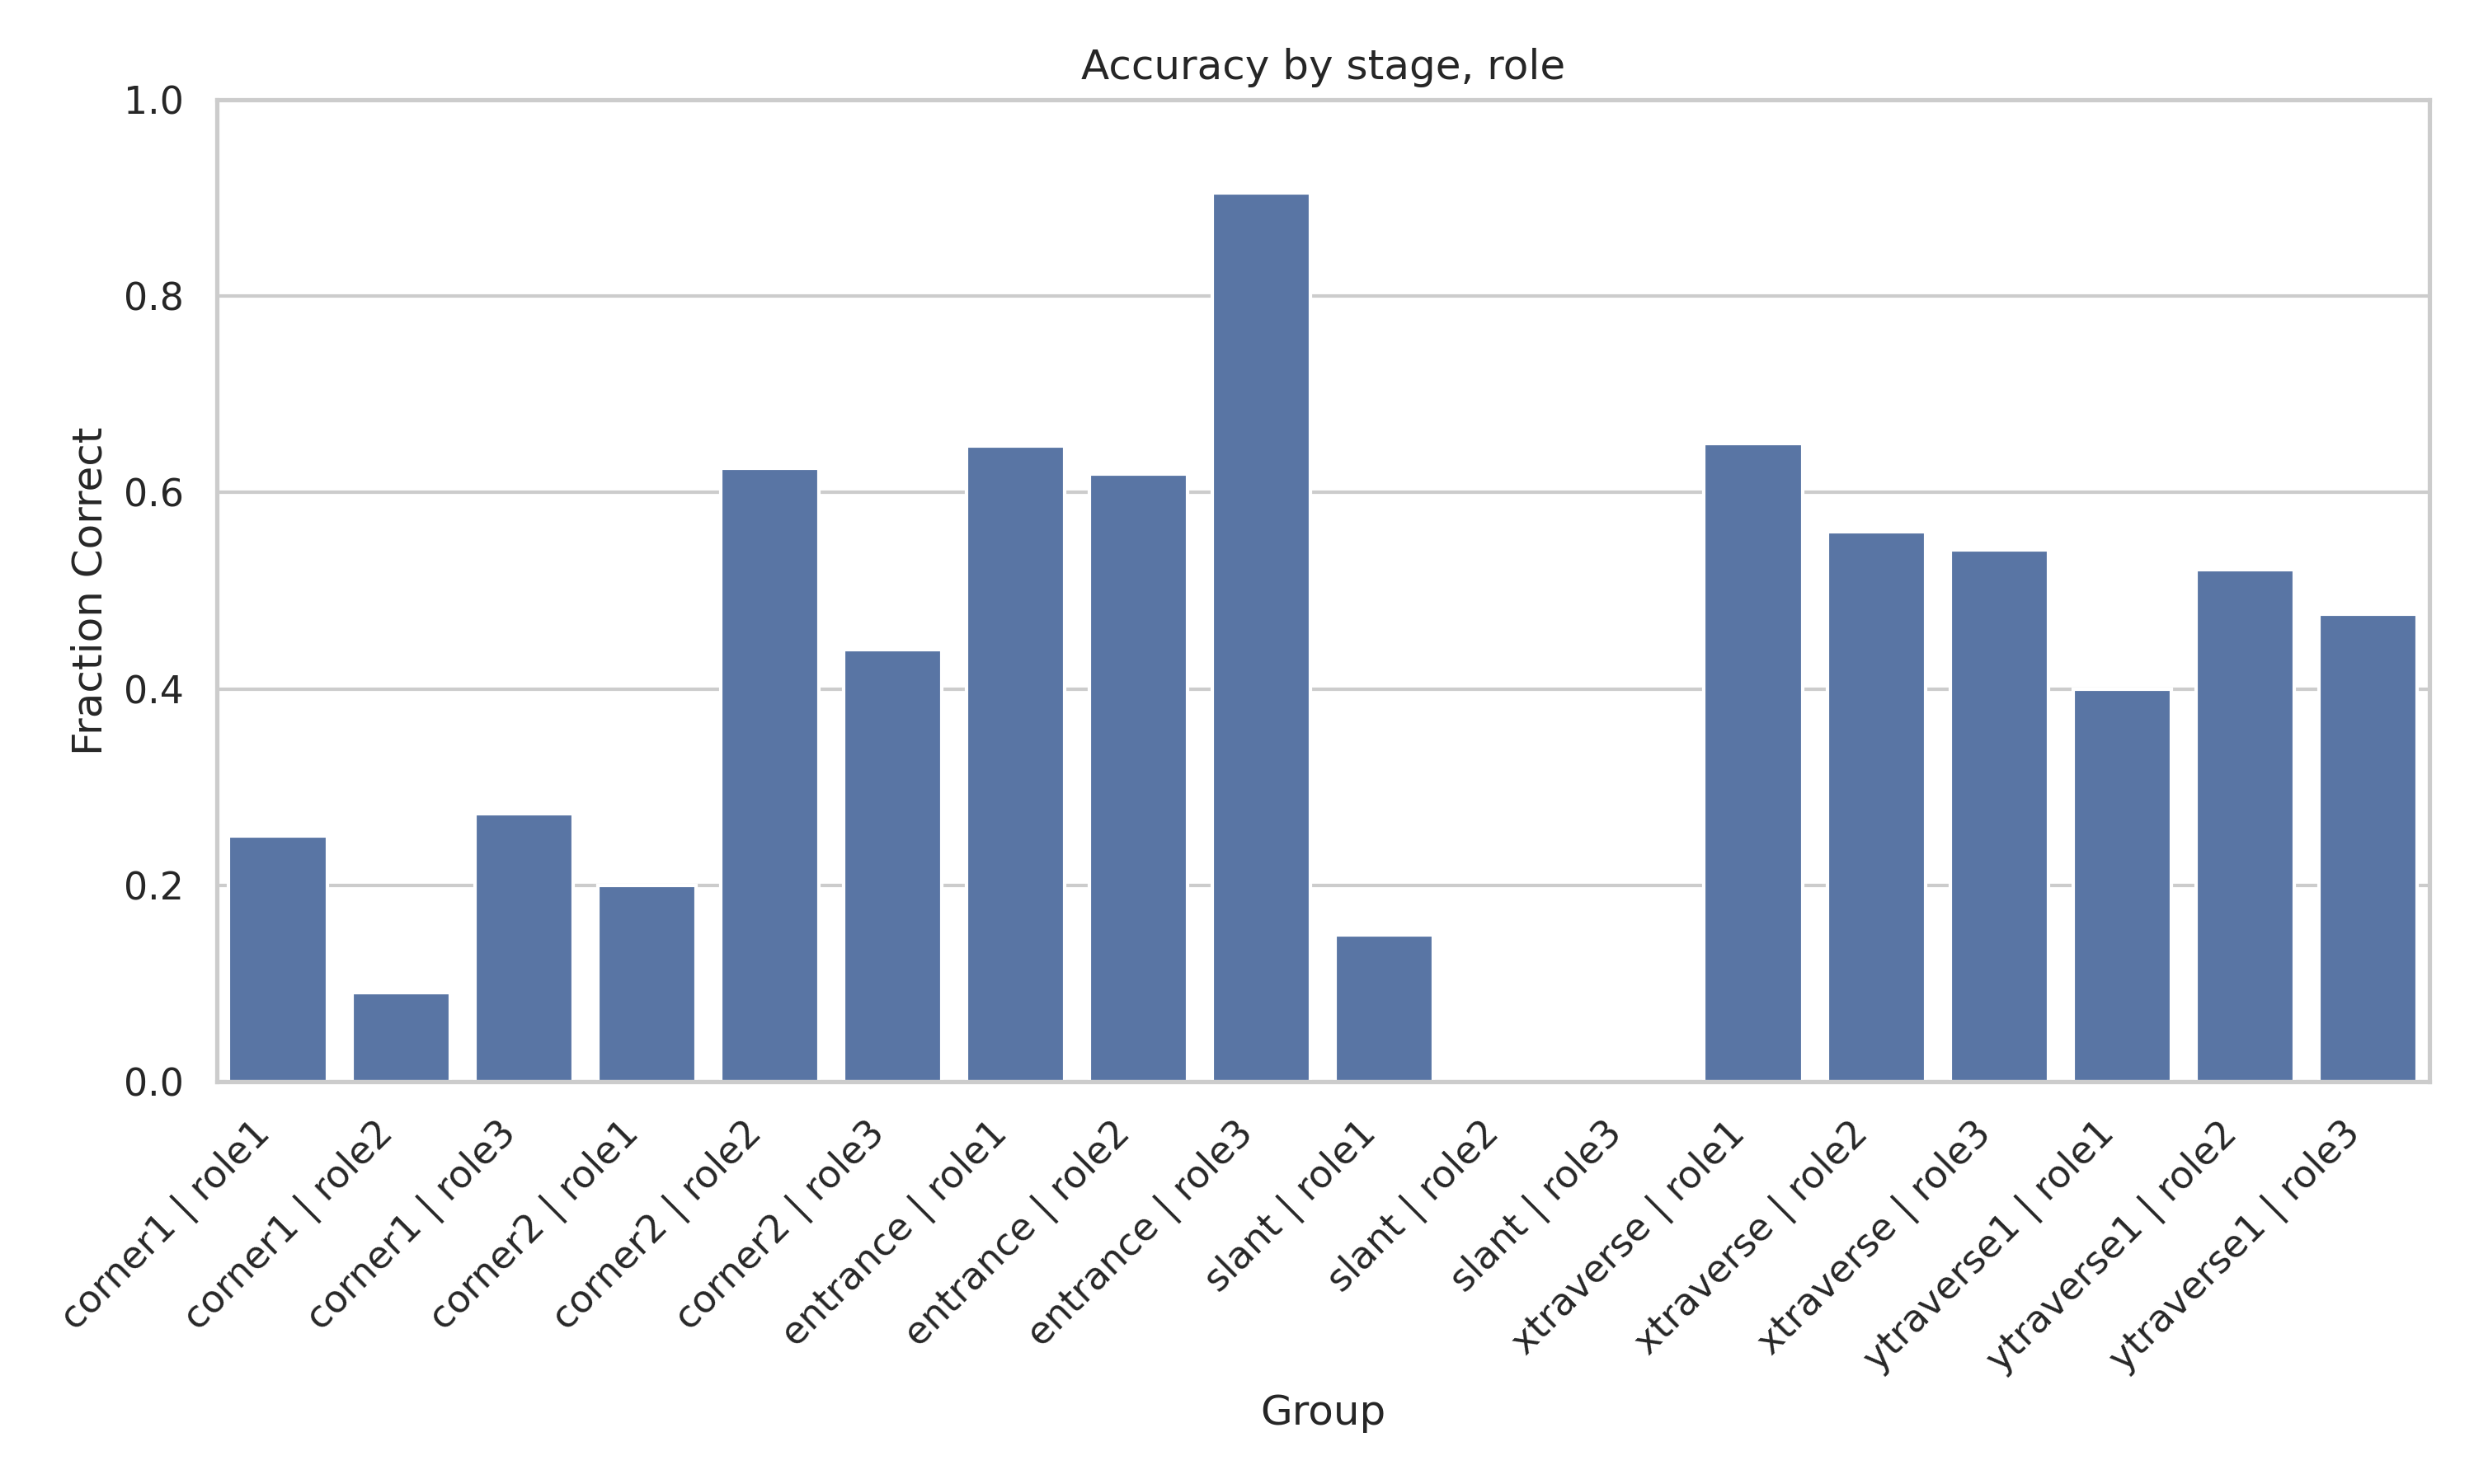 Accuracy by stage, role
1.0
0.8
0.6
0.4
0.2
0.0
Fraction Correct
corner1 | role1
corner1 | role2
corner1 | role3
corner2 | role1
corner2 | role2
corner2 | role3
entrance | role1
entrance | role2
entrance | role3
slant | role1
slant | role2
slant | role3
xtraverse | role1
xtraverse | role2
xtraverse | role3
ytraverse1 | role1
ytraverse1 | role2
ytraverse1 | role3
Group